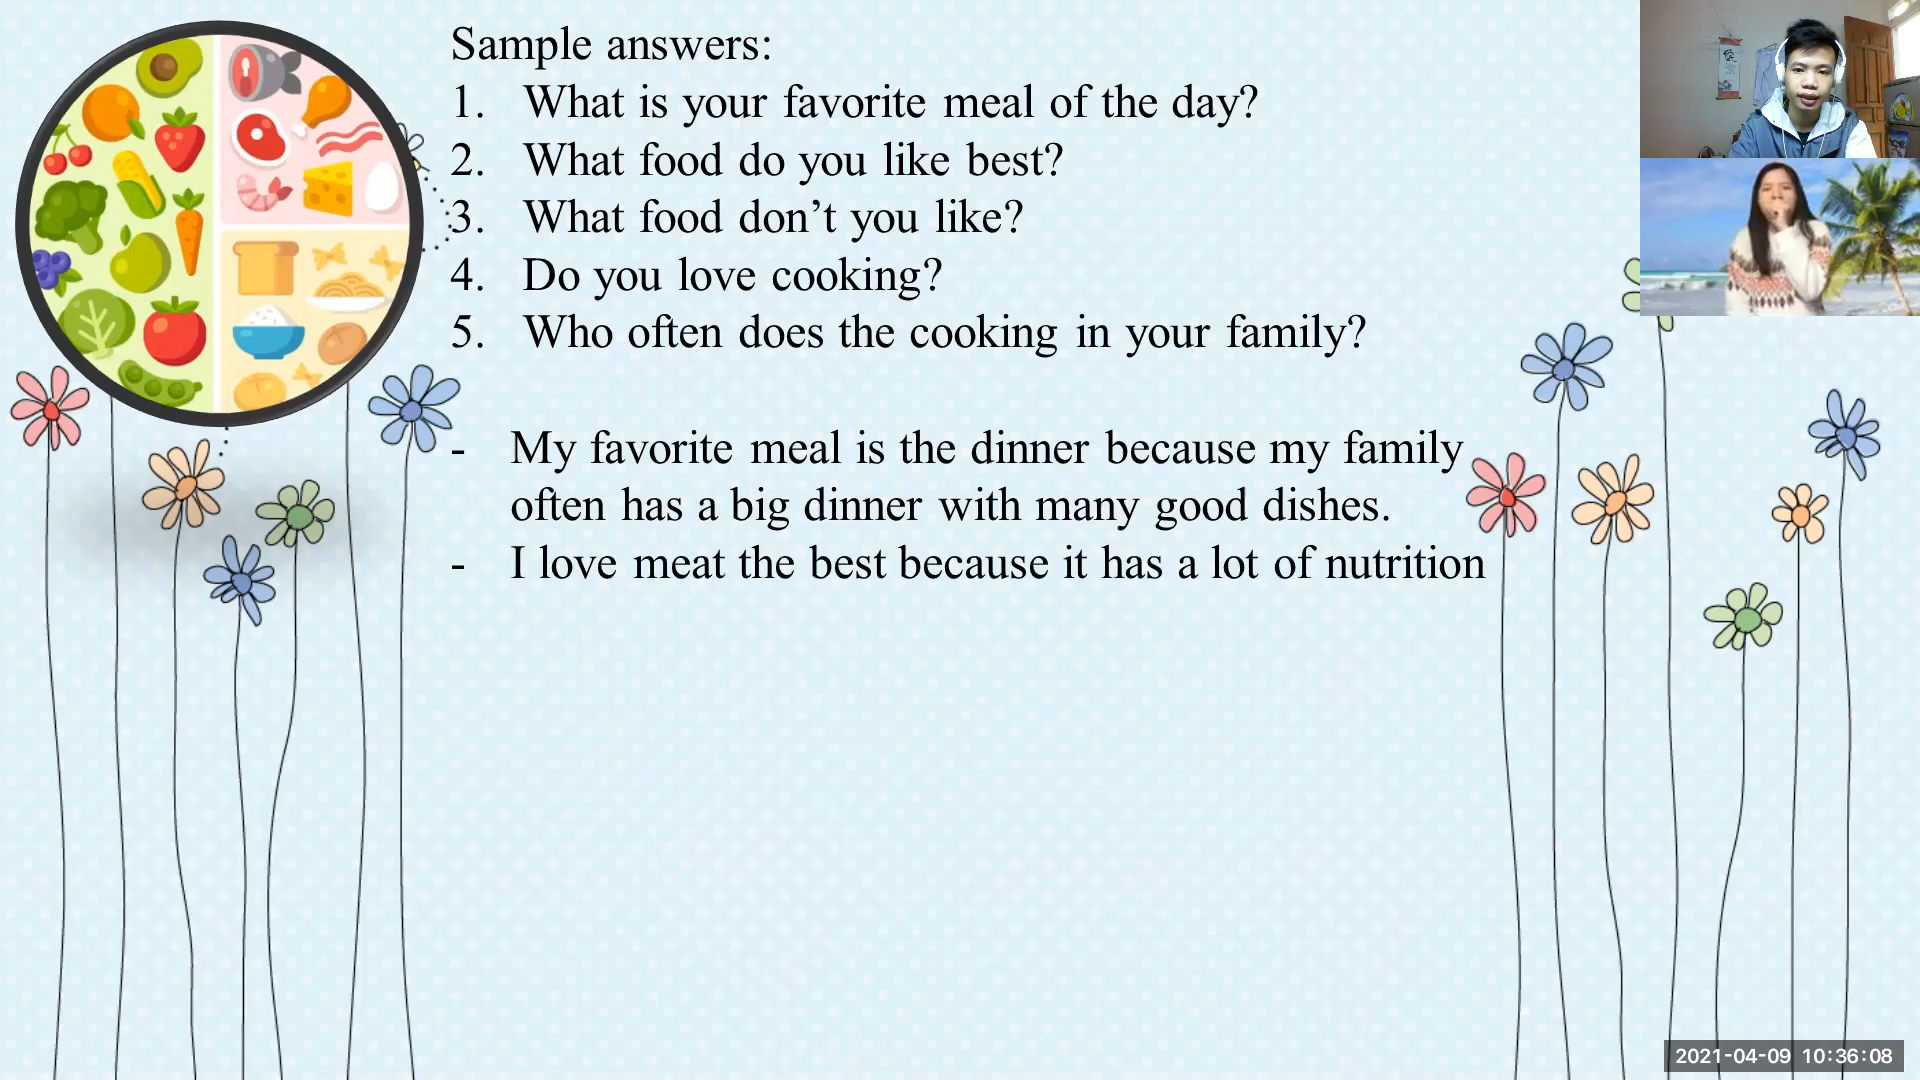 Sample answers:
1. What is your favorite meal of the day?
2. What food do you like best?
3. What food don’t you like?
4. Do you love cooking?
5. Who often does the cooking in your family?
- My favorite meal is the dinner because my family
often has a big dinner with many good dishes.
- I love meat the best because it has a lot of nutrition
2021-04-09 10:36:08